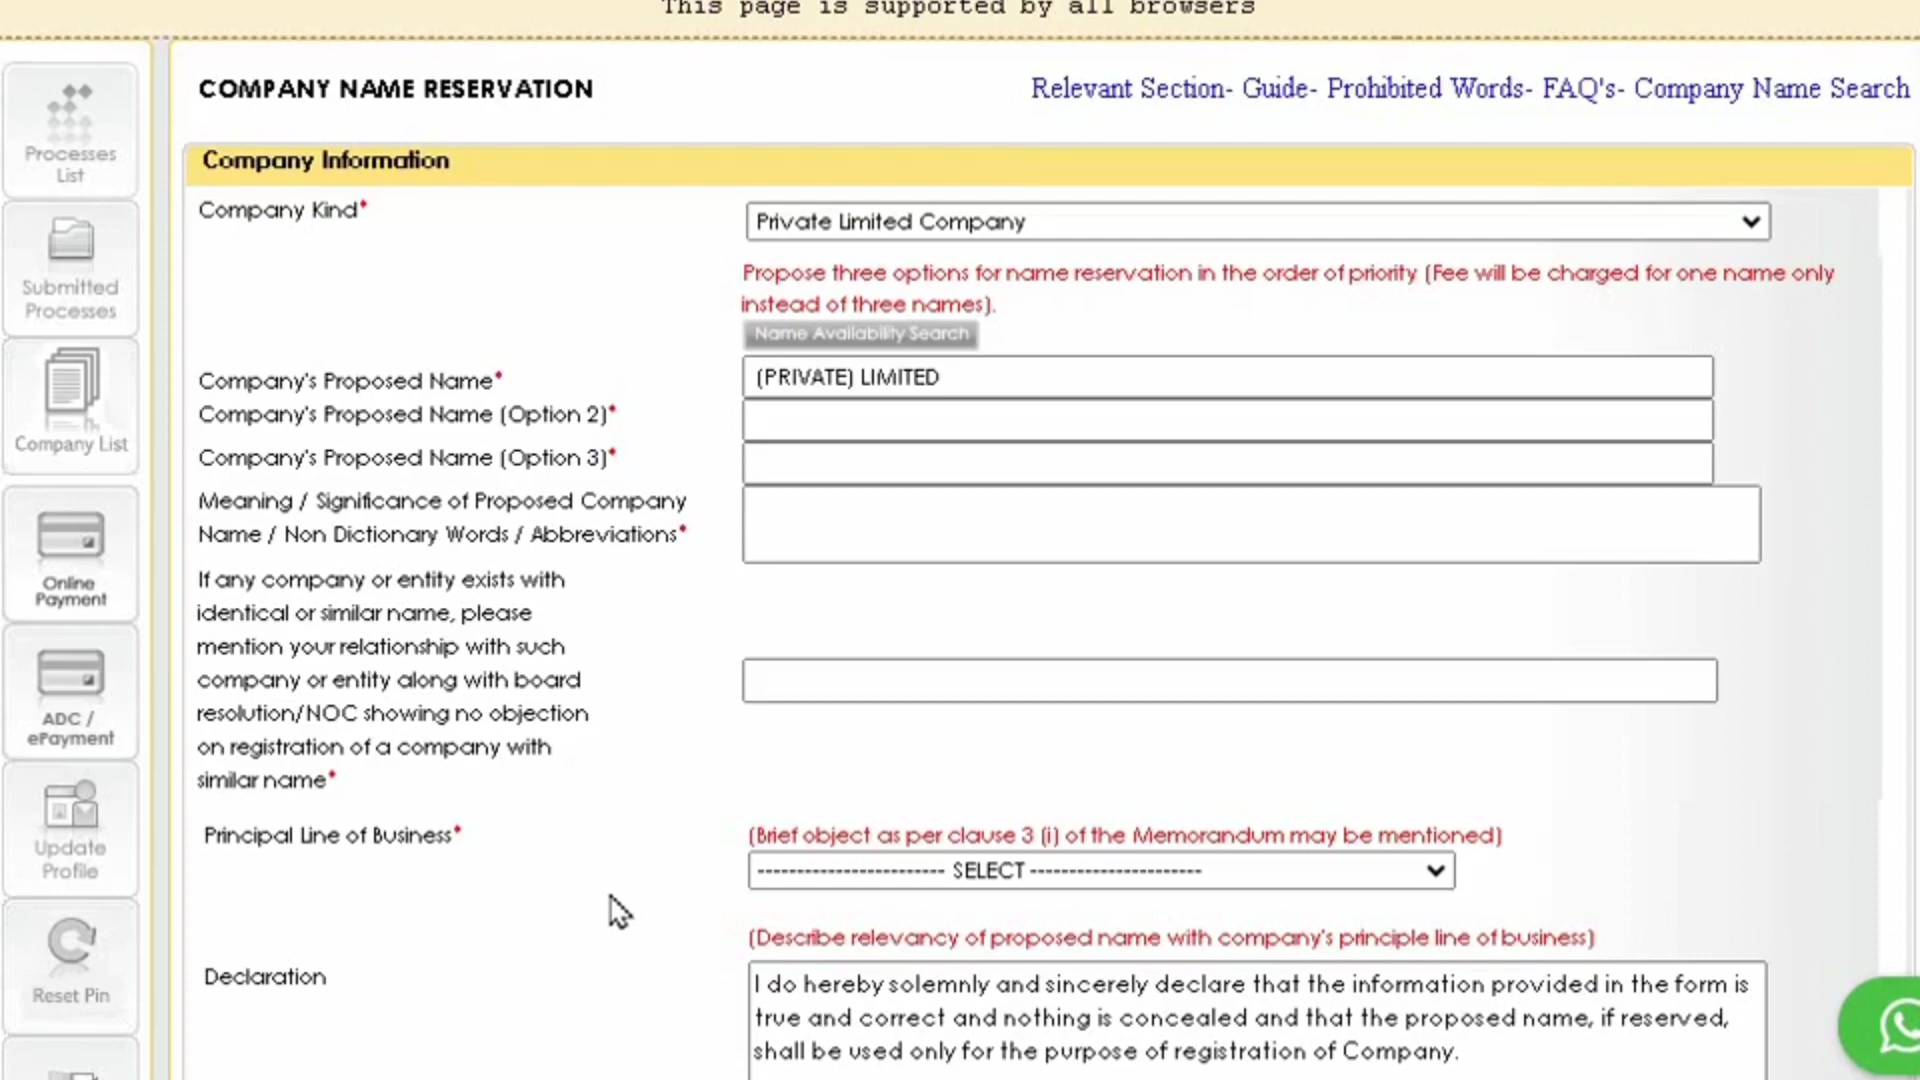 This page is supported by all browsers
COMPANY NAME RESERVATION
Relevant Section- Guide- Prohibited Words- FAQ's- Company Name Search
Processes
List
Submitted
Processes
Company List
Online
Payment
ADC /
ePayment
Update
Profile
Reset Pin
Company Information
Company Kind*
Private Limited Company
Propose three options for name reservation in the order of priority (Fee will be charged for one name only
instead of three names).
Name Availability Search
Company's Proposed Name*
(PRIVATE) LIMITED
Company's Proposed Name (Option 2)*
Company's Proposed Name (Option 3)*
Meaning / Significance of Proposed Company
Name / Non Dictionary Words / Abbreviations*
If any company or entity exists with
identical or similar name, please
mention your relationship with such
company or entity along with board
resolution/NOC showing no objection
on registration of a company with
similar name*
Principal Line of Business*
(Brief object as per clause 3 (i) of the Memorandum may be mentioned)
------------------------ SELECT ----------------------
(Describe relevancy of proposed name with company's principle line of business)
Declaration
I do hereby solemnly and sincerely declare that the information provided in the form is
true and correct and nothing is concealed and that the proposed name, if reserved,
shall be used only for the purpose of registration of Company.